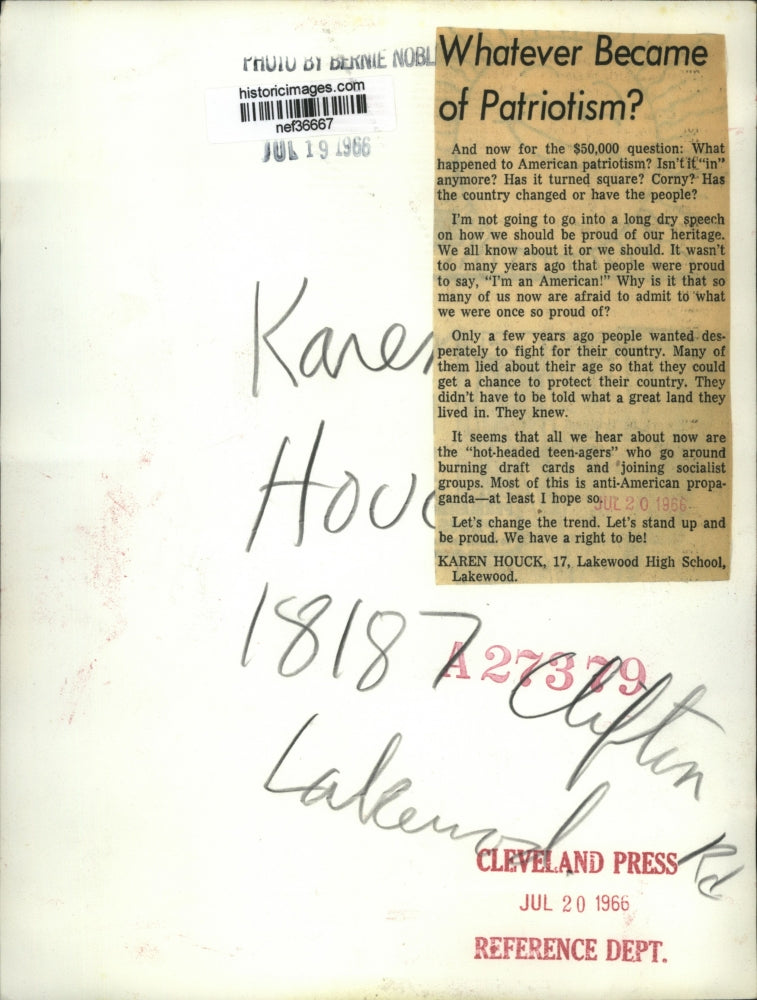 PHOTO BY BERNIE NOBL
historicimages.com
nef36667
JUL 19 1966
Whatever Became
of Patriotism?
And now for the $50,000 question: What
happened to American patriotism? Isn't it "in"
anymore? Has it turned square? Corny? Has
the country changed or have the people?
I'm not going to go into a long dry speech
on how we should be proud of our heritage.
We all know about it or we should. It wasn't
too many years ago that people were proud
to say, "I'm an American!" Why is it that so
many of us now are afraid to admit to what
we were once so proud of?
Only a few years ago people wanted des-
perately to fight for their country. Many of
them lied about their age so that they could
get a chance to protect their country. They
didn't have to be told what a great land they
lived in. They knew.
It seems that all we hear about now are
the "hot-headed teen-agers" who go around
burning draft cards and joining socialist
groups. Most of this is anti-American propa-
ganda—at least I hope so.
JUL 20 1966
Let's change the trend. Let's stand up and
be proud. We have a right to be!
KAREN HOUCK, 17, Lakewood High School,
Lakewood.
Karen
Houc
18187 Clifton Rd
A27379
Lakewood
CLEVELAND PRESS
JUL 20 1966
REFERENCE DEPT.